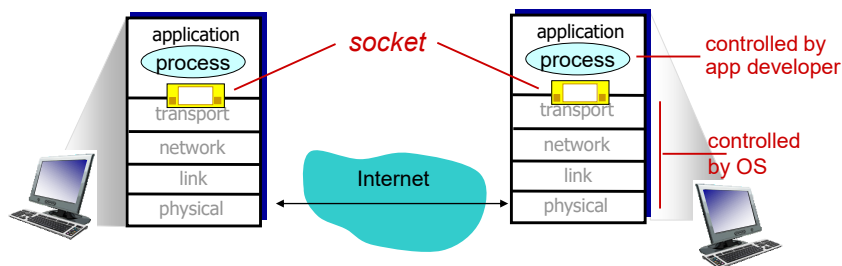 application
process
transport
network
link
physical
socket
Internet
application
process
transport
network
link
physical
controlled by
app developer
controlled
by OS